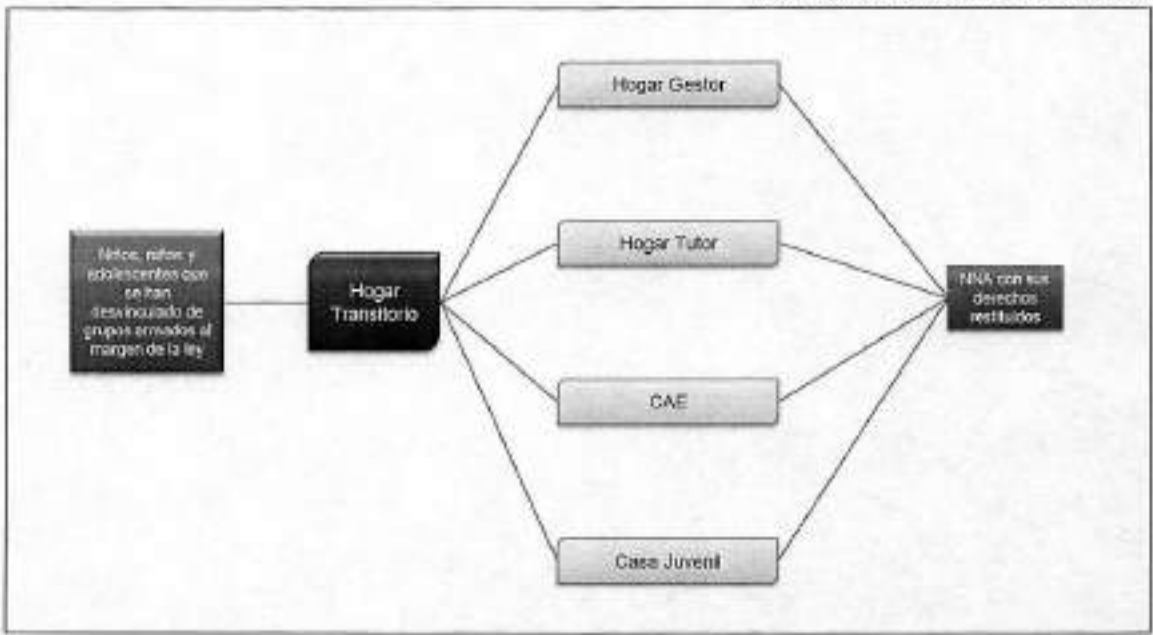 Niños, niñas y
adolescentes que
se han
desvinculado de
grupos armados al
margen de la ley
Hogar
Transitorio
Hogar Gestor
Hogar Tutor
CAE
Casa Juvenil
NNA con sus
derechos
restituidos